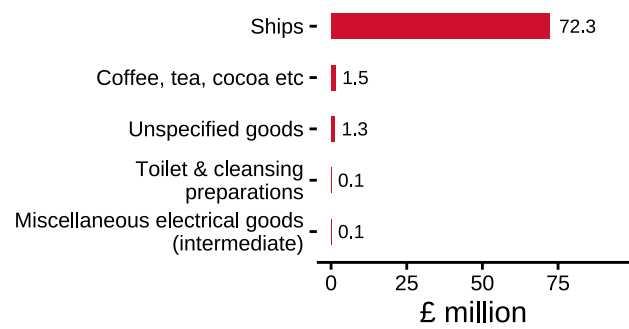 Ships
72.3
Coffee, tea, cocoa etc
1.5
Unspecified goods
1.3
Toilet & cleansing
preparations
0.1
Miscellaneous electrical goods
(intermediate)
0.1
0 25 50 75
£ million